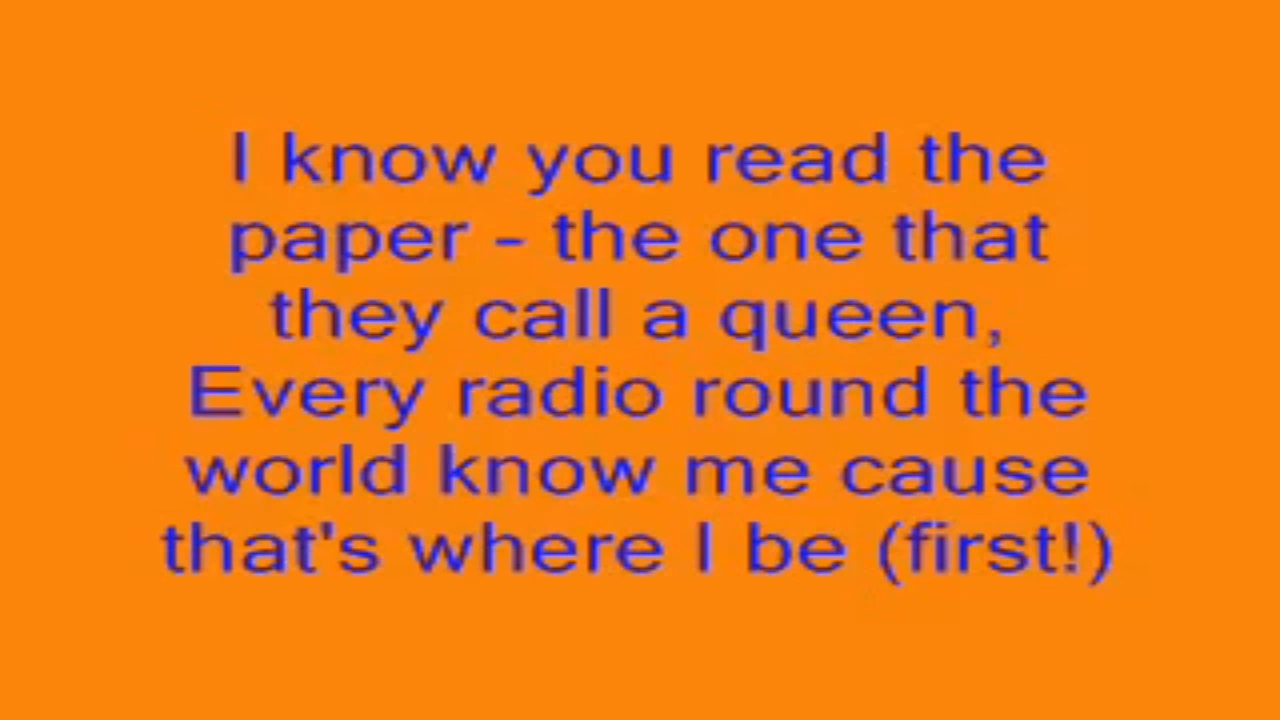 I know you read the
paper - the one that
they call a queen,
Every radio round the
world know me cause
that's where I be (first!)